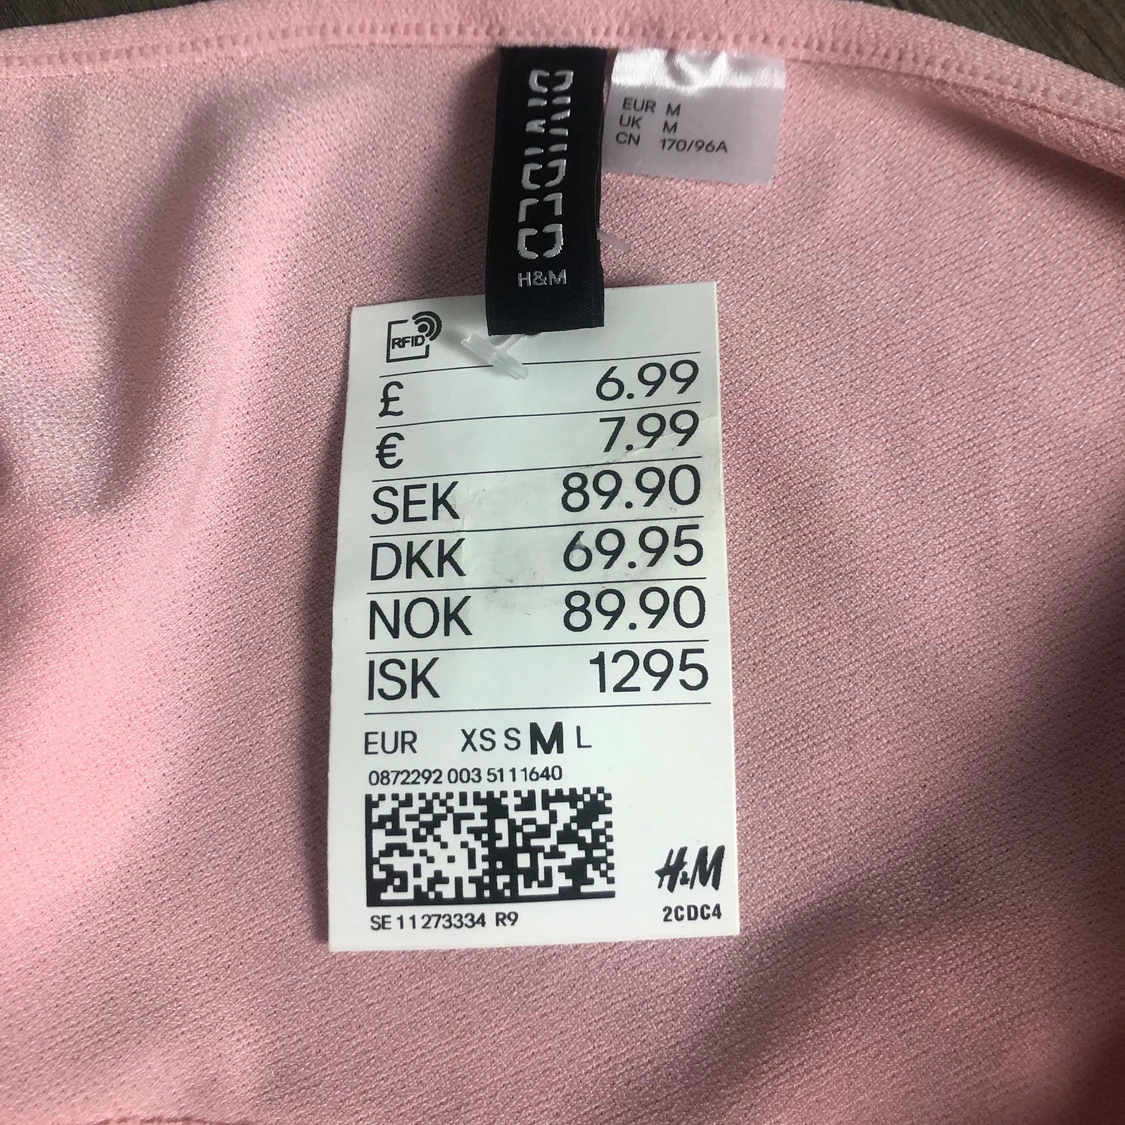 DIVIDED
H&M
EUR M
UK M
CN 170/96A
RFID
£ 6.99
€ 7.99
SEK 89.90
DKK 69.95
NOK 89.90
ISK 1295
EUR XS S M L
0872292 003 5111640
SE 11273334 R9
H&M
2CDC4